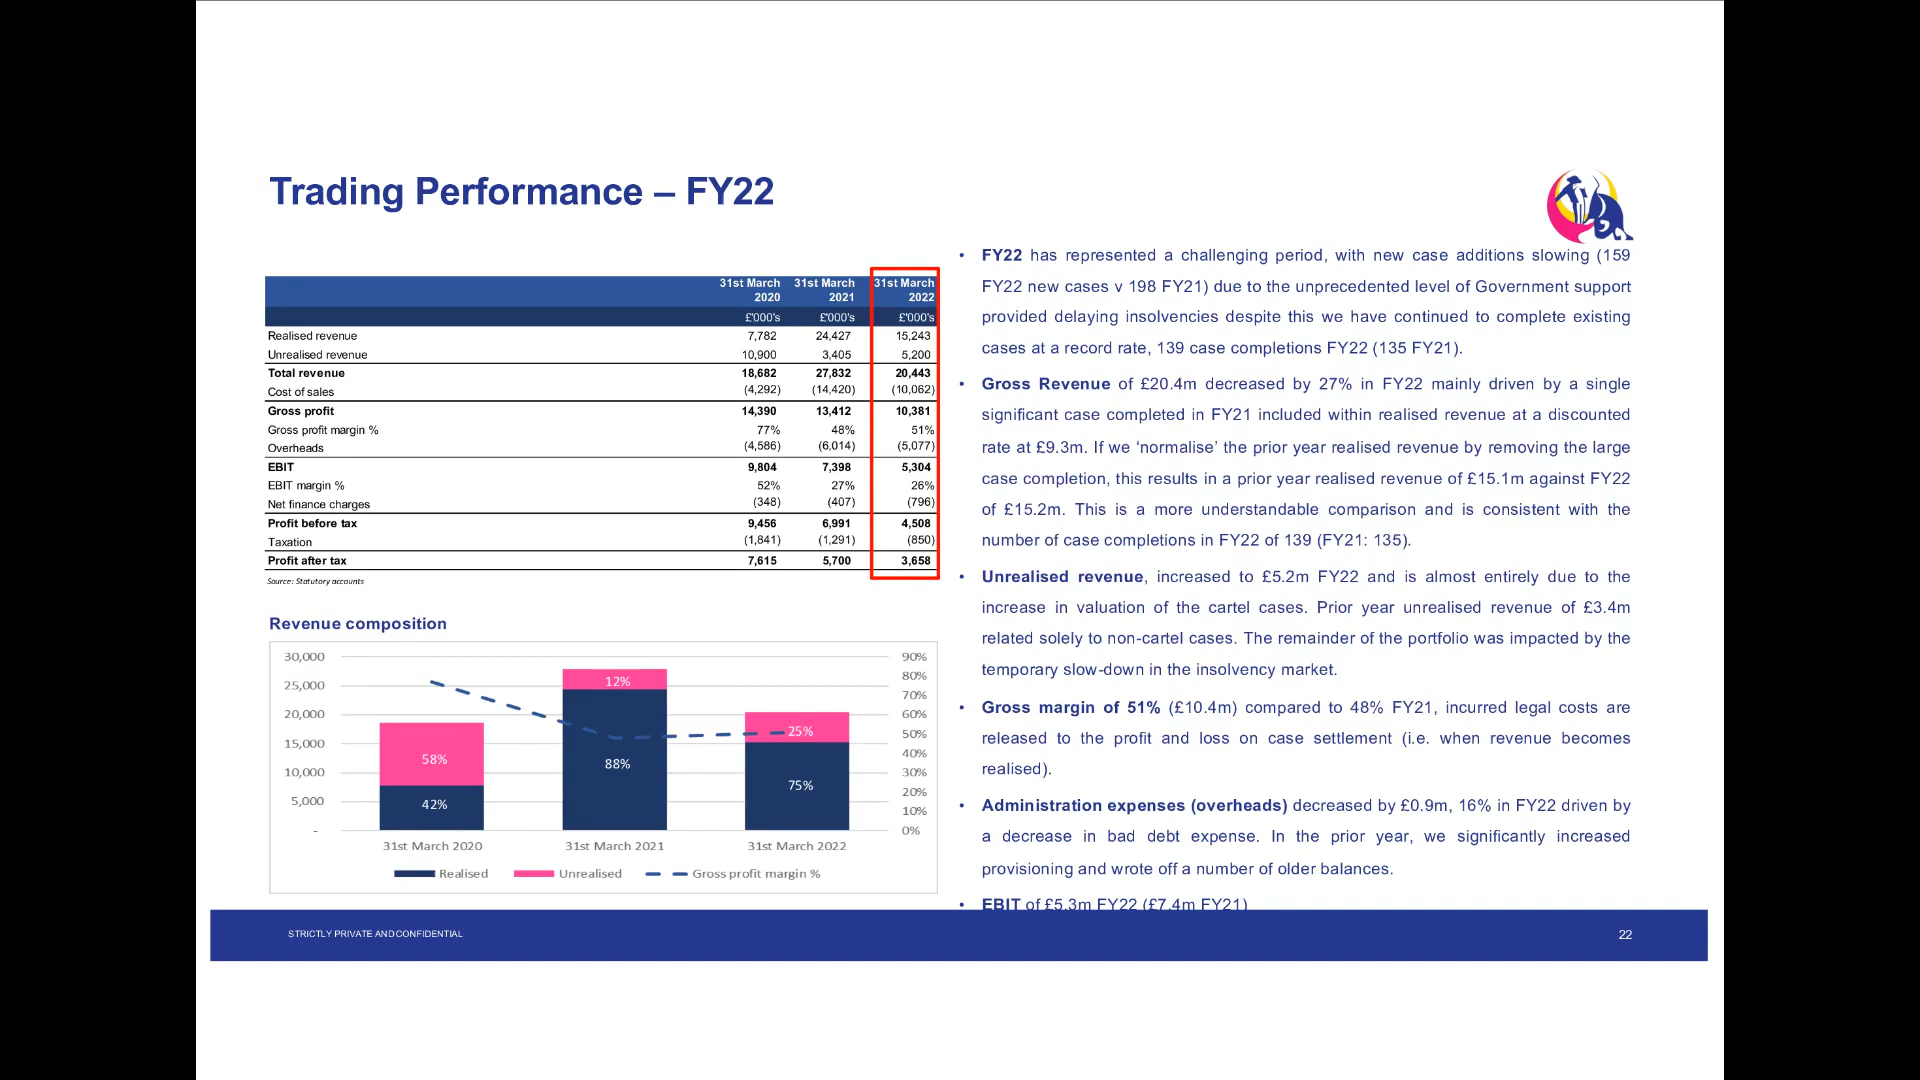 Trading Performance – FY22
31st March 31st March 31st March
2020 2021 2022
£'000's £'000's £'000's
Realised revenue 7,782 24,427 15,243
Unrealised revenue 10,900 3,405 5,200
Total revenue 18,682 27,832 20,443
Cost of sales (4,292) (14,420) (10,062)
Gross profit 14,390 13,412 10,381
Gross profit margin % 77% 48% 51%
Overheads (4,586) (6,014) (5,077)
EBIT 9,804 7,398 5,304
EBIT margin % 52% 27% 26%
Net finance charges (348) (407) (796)
Profit before tax 9,456 6,991 4,508
Taxation (1,841) (1,291) (850)
Profit after tax 7,615 5,700 3,658
Source: Statutory accounts
Revenue composition
30,000 90%
80%
25,000 12%
70%
20,000 60%
25% 50%
15,000 58% 88% 40%
10,000 75% 30%
20%
5,000 42% 10%
- 0%
31st March 2020 31st March 2021 31st March 2022
Realised Unrealised Gross profit margin %
• FY22 has represented a challenging period, with new case additions slowing (159
FY22 new cases v 198 FY21) due to the unprecedented level of Government support
provided delaying insolvencies despite this we have continued to complete existing
cases at a record rate, 139 case completions FY22 (135 FY21).
• Gross Revenue of £20.4m decreased by 27% in FY22 mainly driven by a single
significant case completed in FY21 included within realised revenue at a discounted
rate at £9.3m. If we ‘normalise’ the prior year realised revenue by removing the large
case completion, this results in a prior year realised revenue of £15.1m against FY22
of £15.2m. This is a more understandable comparison and is consistent with the
number of case completions in FY22 of 139 (FY21: 135).
• Unrealised revenue, increased to £5.2m FY22 and is almost entirely due to the
increase in valuation of the cartel cases. Prior year unrealised revenue of £3.4m
related solely to non-cartel cases. The remainder of the portfolio was impacted by the
temporary slow-down in the insolvency market.
• Gross margin of 51% (£10.4m) compared to 48% FY21, incurred legal costs are
released to the profit and loss on case settlement (i.e. when revenue becomes
realised).
• Administration expenses (overheads) decreased by £0.9m, 16% in FY22 driven by
a decrease in bad debt expense. In the prior year, we significantly increased
provisioning and wrote off a number of older balances.
• EBIT of £5.3m FY22 (£7.4m FY21)
STRICTLY PRIVATE AND CONFIDENTIAL 22